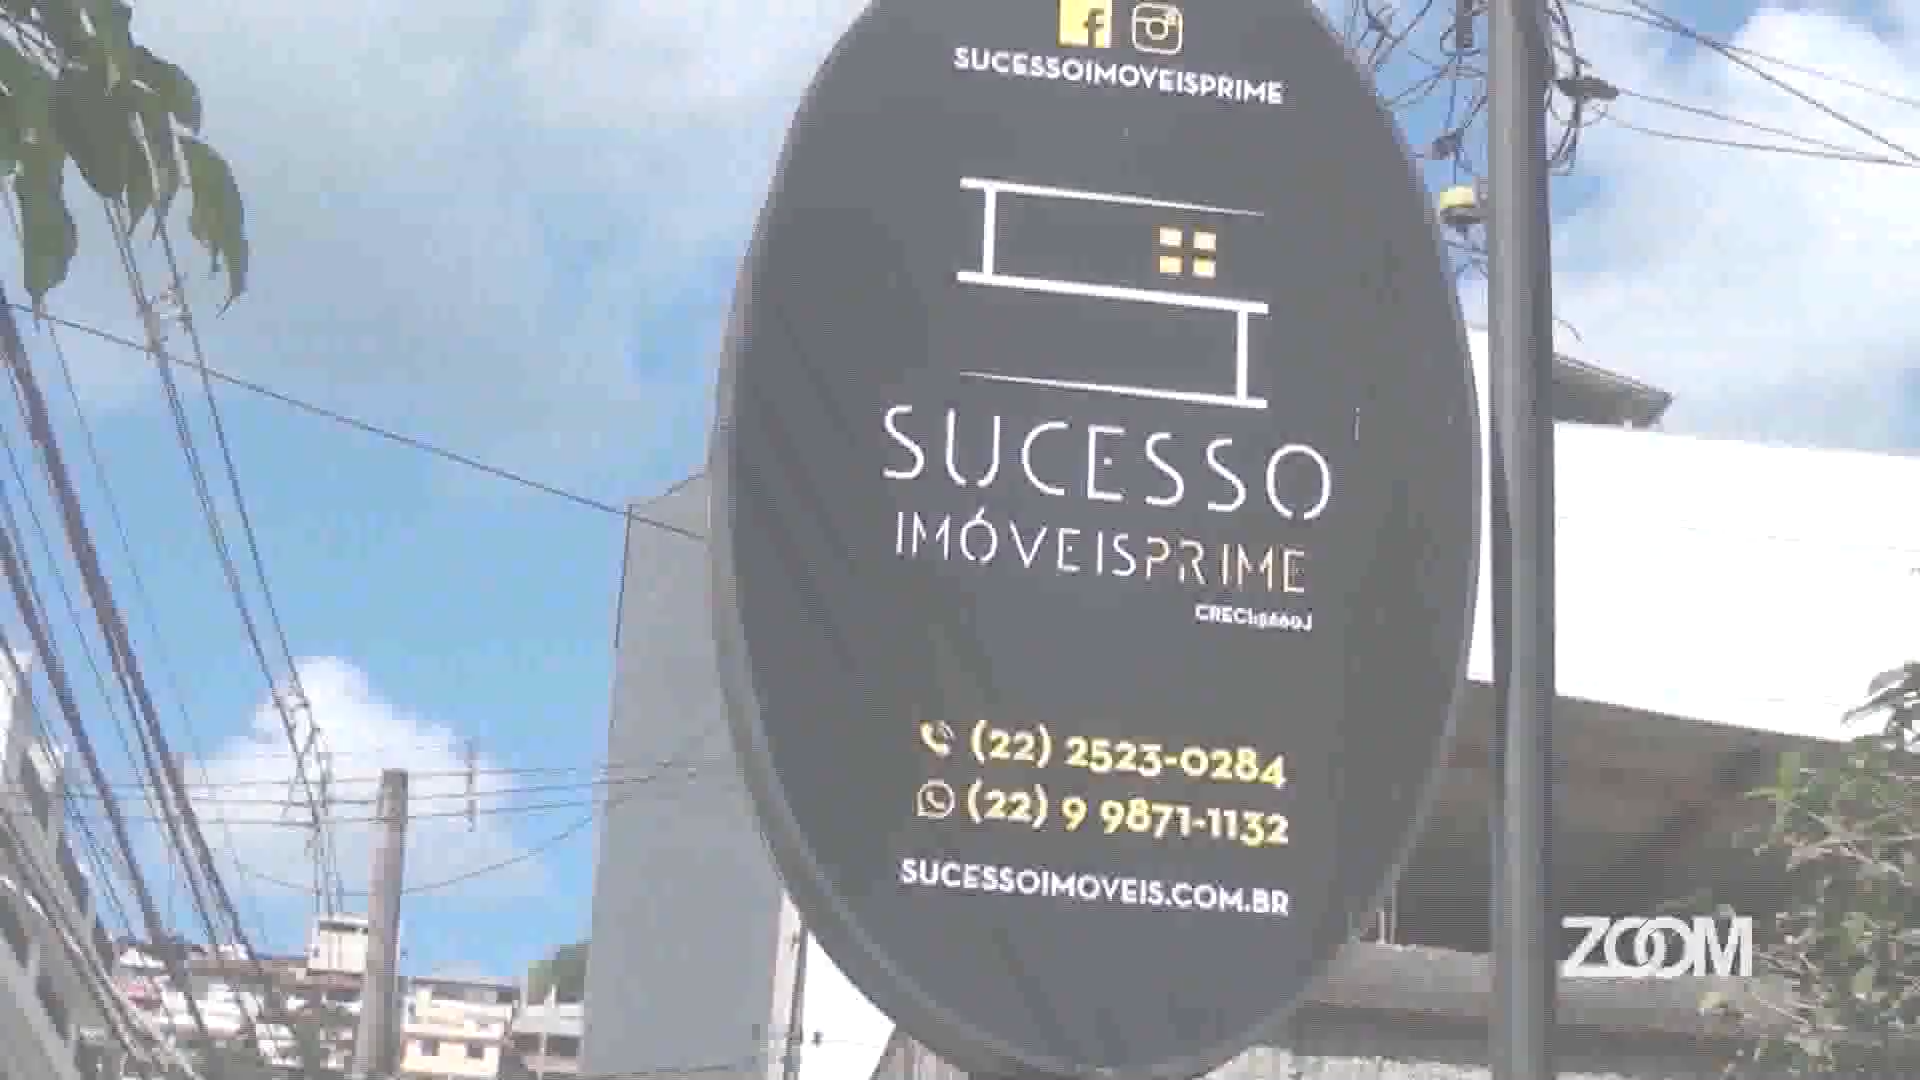 SUCESSOIMOVEISPRIME
SUCESSO
IMÓVEISPRIME
(22) 2523-0284
(22) 9 9871-1132
SUCESSOIMOVEIS.COM.BR
ZOOM